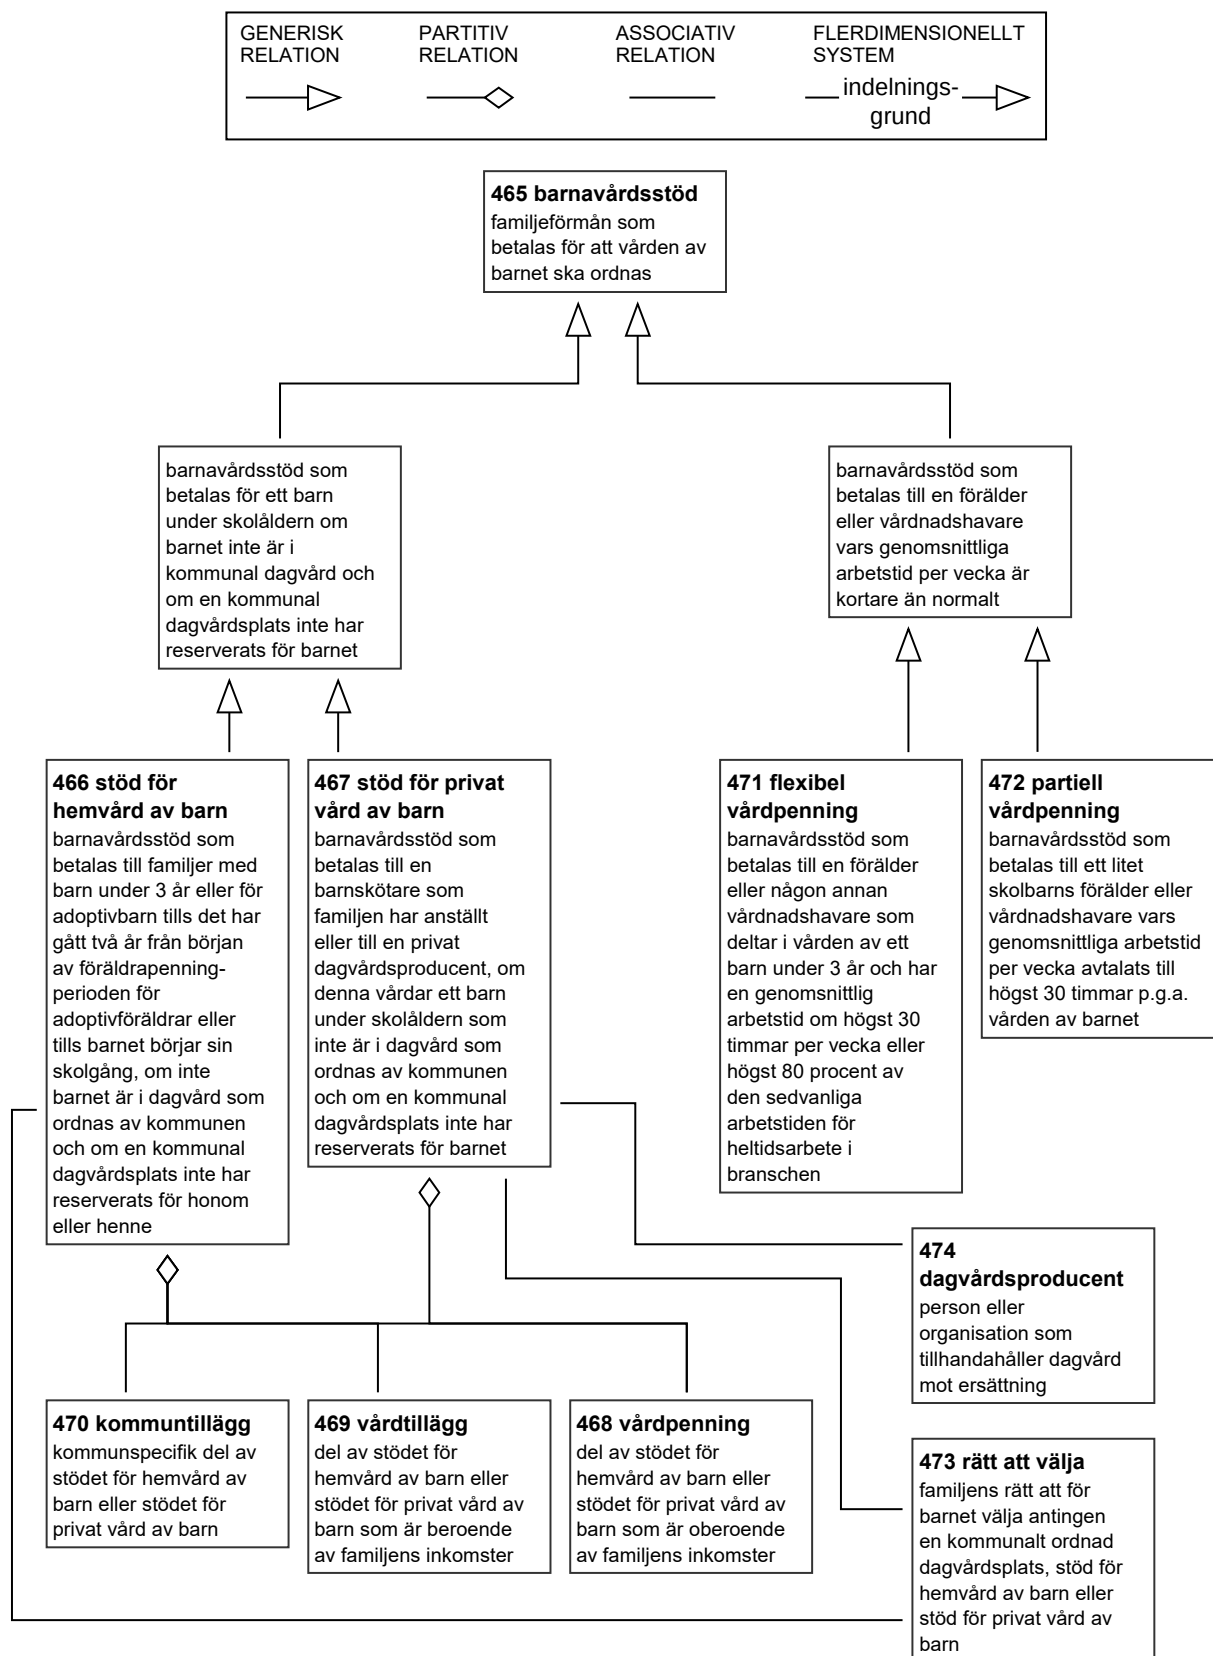 GENERISK
RELATION
PARTITIV
RELATION
ASSOCIATIV
RELATION
FLERDIMENSIONELLT
SYSTEM
indelnings-
grund
465 barnavårdsstöd
familjeförmån som
betalas för att vården av
barnet ska ordnas
barnavårdsstöd som
betalas för ett barn
under skolåldern om
barnet inte är i
kommunal dagvård och
om en kommunal
dagvårdsplats inte har
reserverats för barnet
barnavårdsstöd som
betalas till en förälder
eller vårdnadshavare
vars genomsnittliga
arbetstid per vecka är
kortare än normalt
466 stöd för
hemvård av barn
barnavårdsstöd som
betalas till familjer med
barn under 3 år eller för
adoptivbarn tills det har
gått två år från början
av föräldrapenning-
perioden för
adoptivföräldrar eller
tills barnet börjar sin
skolgång, om inte
barnet är i dagvård som
ordnas av kommunen
och om en kommunal
dagvårdsplats inte har
reserverats för honom
eller henne
467 stöd för privat
vård av barn
barnavårdsstöd som
betalas till en
barnskötare som
familjen har anställt
eller till en privat
dagvårdsproducent, om
denna vårdar ett barn
under skolåldern som
inte är i dagvård som
ordnas av kommunen
och om en kommunal
dagvårdsplats inte har
reserverats för barnet
471 flexibel
vårdpenning
barnavårdsstöd som
betalas till en förälder
eller någon annan
vårdnadshavare som
deltar i vården av ett
barn under 3 år och har
en genomsnittlig
arbetstid om högst 30
timmar per vecka eller
högst 80 procent av
den sedvanliga
arbetstiden för
heltidsarbete i
branschen
472 partiell
vårdpenning
barnavårdsstöd som
betalas till ett litet
skolbarns förälder eller
vårdnadshavare vars
genomsnittliga arbetstid
per vecka avtalats till
högst 30 timmar p.g.a.
vården av barnet
474
dagvårdsproducent
person eller
organisation som
tillhandahåller dagvård
mot ersättning
470 kommuntillägg
kommunspecifik del av
stödet för hemvård av
barn eller stödet för
privat vård av barn
469 vårdtillägg
del av stödet för
hemvård av barn eller
stödet för privat vård av
barn som är beroende
av familjens inkomster
468 vårdpenning
del av stödet för
hemvård av barn eller
stödet för privat vård av
barn som är oberoende
av familjens inkomster
473 rätt att välja
familjens rätt att för
barnet välja antingen
en kommunalt ordnad
dagvårdsplats, stöd för
hemvård av barn eller
stöd för privat vård av
barn